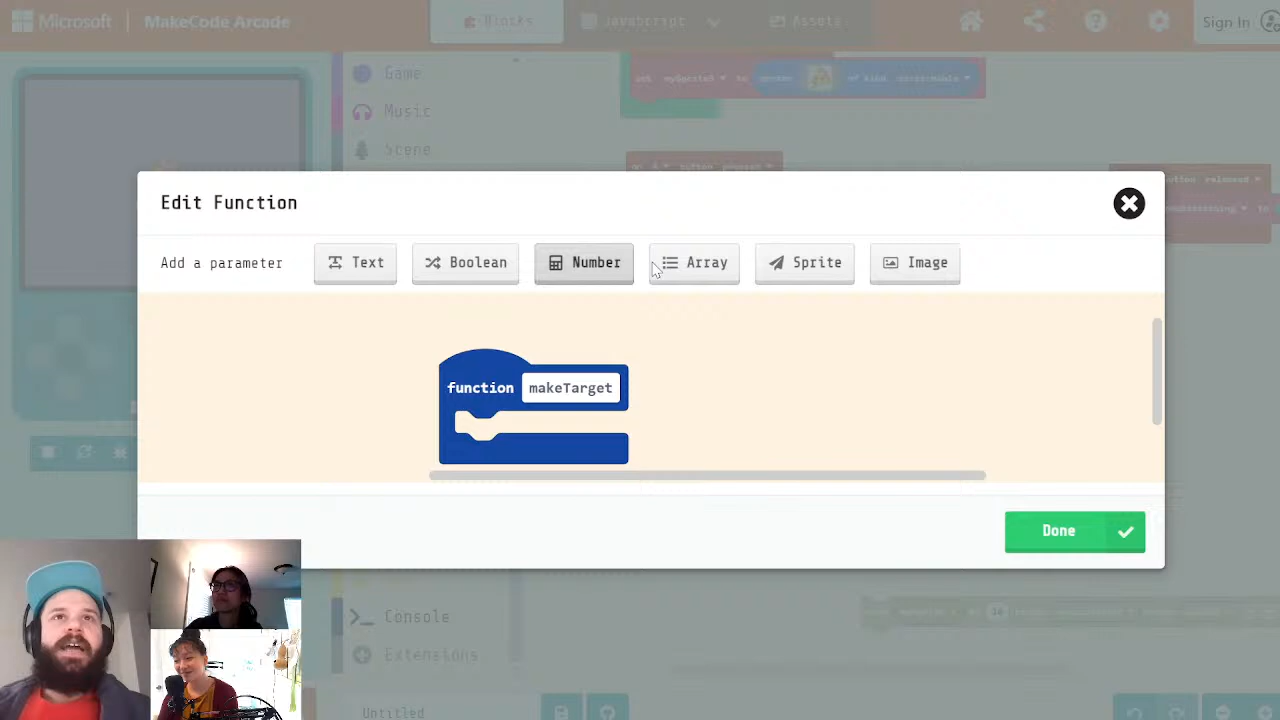 Microsoft
MakeCode Arcade
Blocks
JavaScript
Assets
Sign In
Game
Music
Scene
Edit Function
Add a parameter
Text
Boolean
Number
Array
Sprite
Image
function makeTarget
Done
Console
Extensions
Untitled